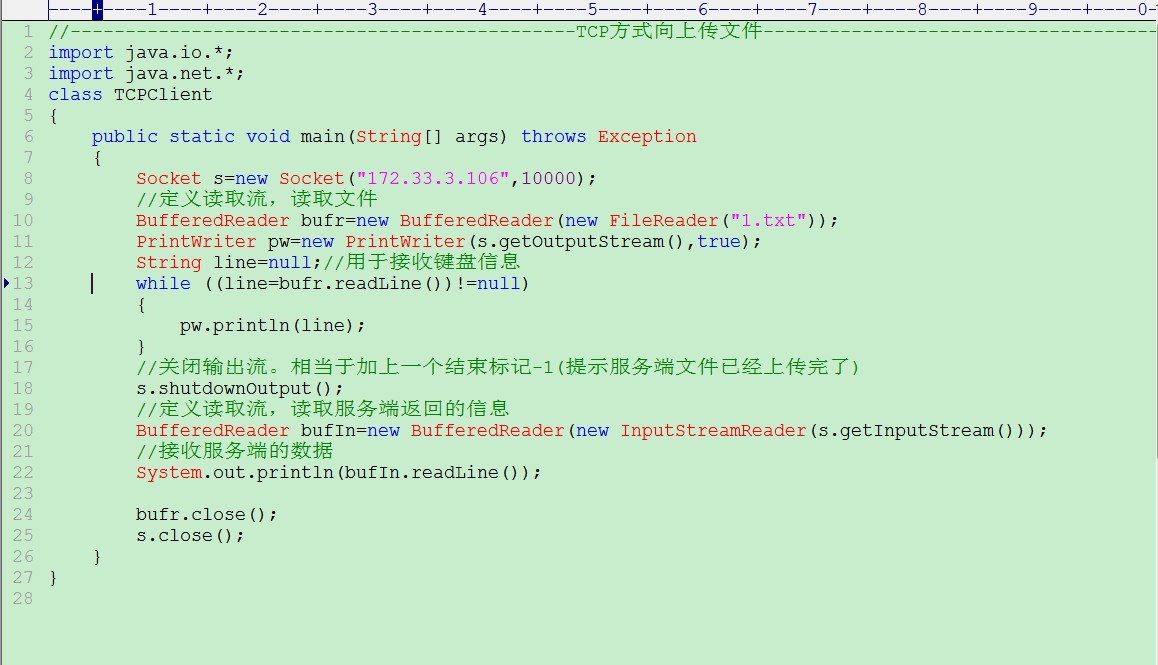 ----+----1----+----2----+----3----+----4----+----5----+----6----+----7----+----8----+----9----+----0-
1 //----------------------------------------------TCP方式向上传文件------------------------------------
2 import java.io.*;
3 import java.net.*;
4 class TCPClient
5 {
6     public static void main(String[] args) throws Exception
7     {
8         Socket s=new Socket("172.33.3.106",10000);
9         //定义读取流，读取文件
10         BufferedReader bufr=new BufferedReader(new FileReader("1.txt"));
11         PrintWriter pw=new PrintWriter(s.getOutputStream(),true);
12         String line=null;//用于接收键盘信息
13         while ((line=bufr.readLine())!=null)
14         {
15             pw.println(line);
16         }
17         //关闭输出流。相当于加上一个结束标记-1(提示服务端文件已经上传完了)
18         s.shutdownOutput();
19         //定义读取流，读取服务端返回的信息
20         BufferedReader bufIn=new BufferedReader(new InputStreamReader(s.getInputStream()));
21         //接收服务端的数据
22         System.out.println(bufIn.readLine());
23
24         bufr.close();
25         s.close();
26     }
27 }
28